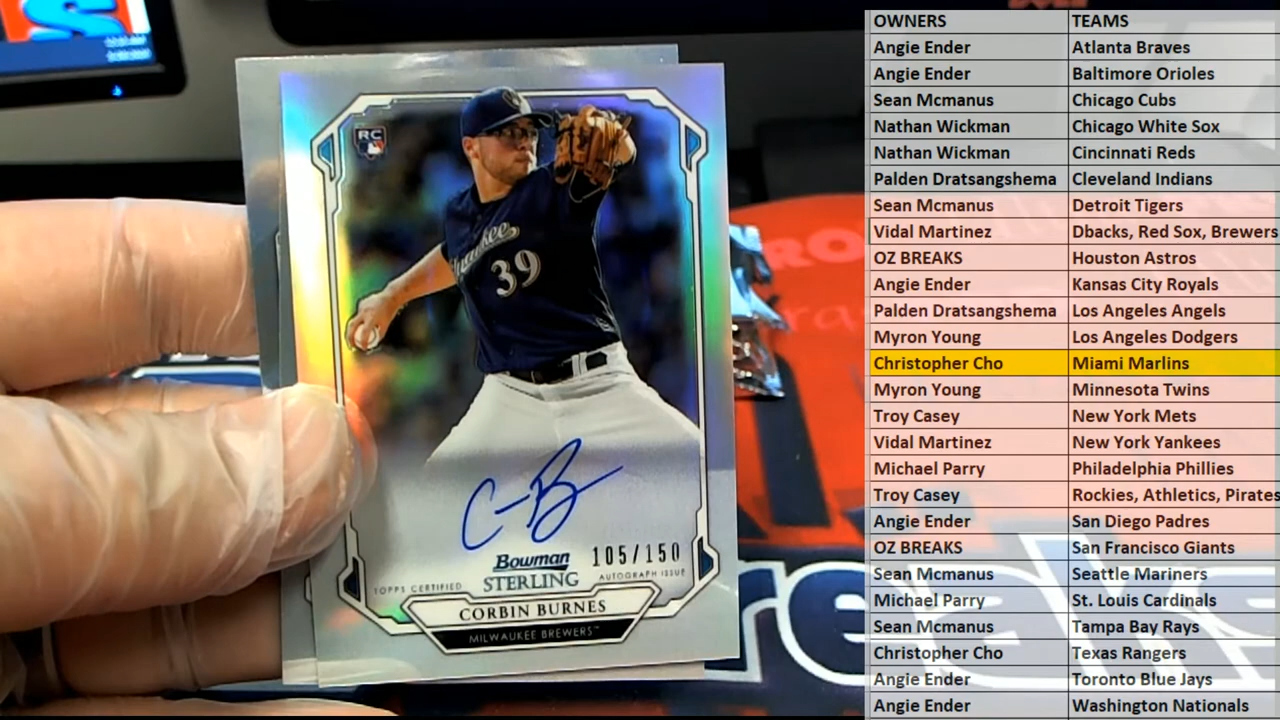 RC
Milwaukee
39
Bowman
STERLING
105/150
TOPPS CERTIFIED
AUTOGRAPH ISSUE
CORBIN BURNES
MILWAUKEE BREWERS™
OWNERS TEAMS
Angie Ender Atlanta Braves
Angie Ender Baltimore Orioles
Sean Mcmanus Chicago Cubs
Nathan Wickman Chicago White Sox
Nathan Wickman Cincinnati Reds
Palden Dratsangshema Cleveland Indians
Sean Mcmanus Detroit Tigers
Vidal Martinez Dbacks, Red Sox, Brewers
OZ BREAKS Houston Astros
Angie Ender Kansas City Royals
Palden Dratsangshema Los Angeles Angels
Myron Young Los Angeles Dodgers
Christopher Cho Miami Marlins
Myron Young Minnesota Twins
Troy Casey New York Mets
Vidal Martinez New York Yankees
Michael Parry Philadelphia Phillies
Troy Casey Rockies, Athletics, Pirates
Angie Ender San Diego Padres
OZ BREAKS San Francisco Giants
Sean Mcmanus Seattle Mariners
Michael Parry St. Louis Cardinals
Sean Mcmanus Tampa Bay Rays
Christopher Cho Texas Rangers
Angie Ender Toronto Blue Jays
Angie Ender Washington Nationals